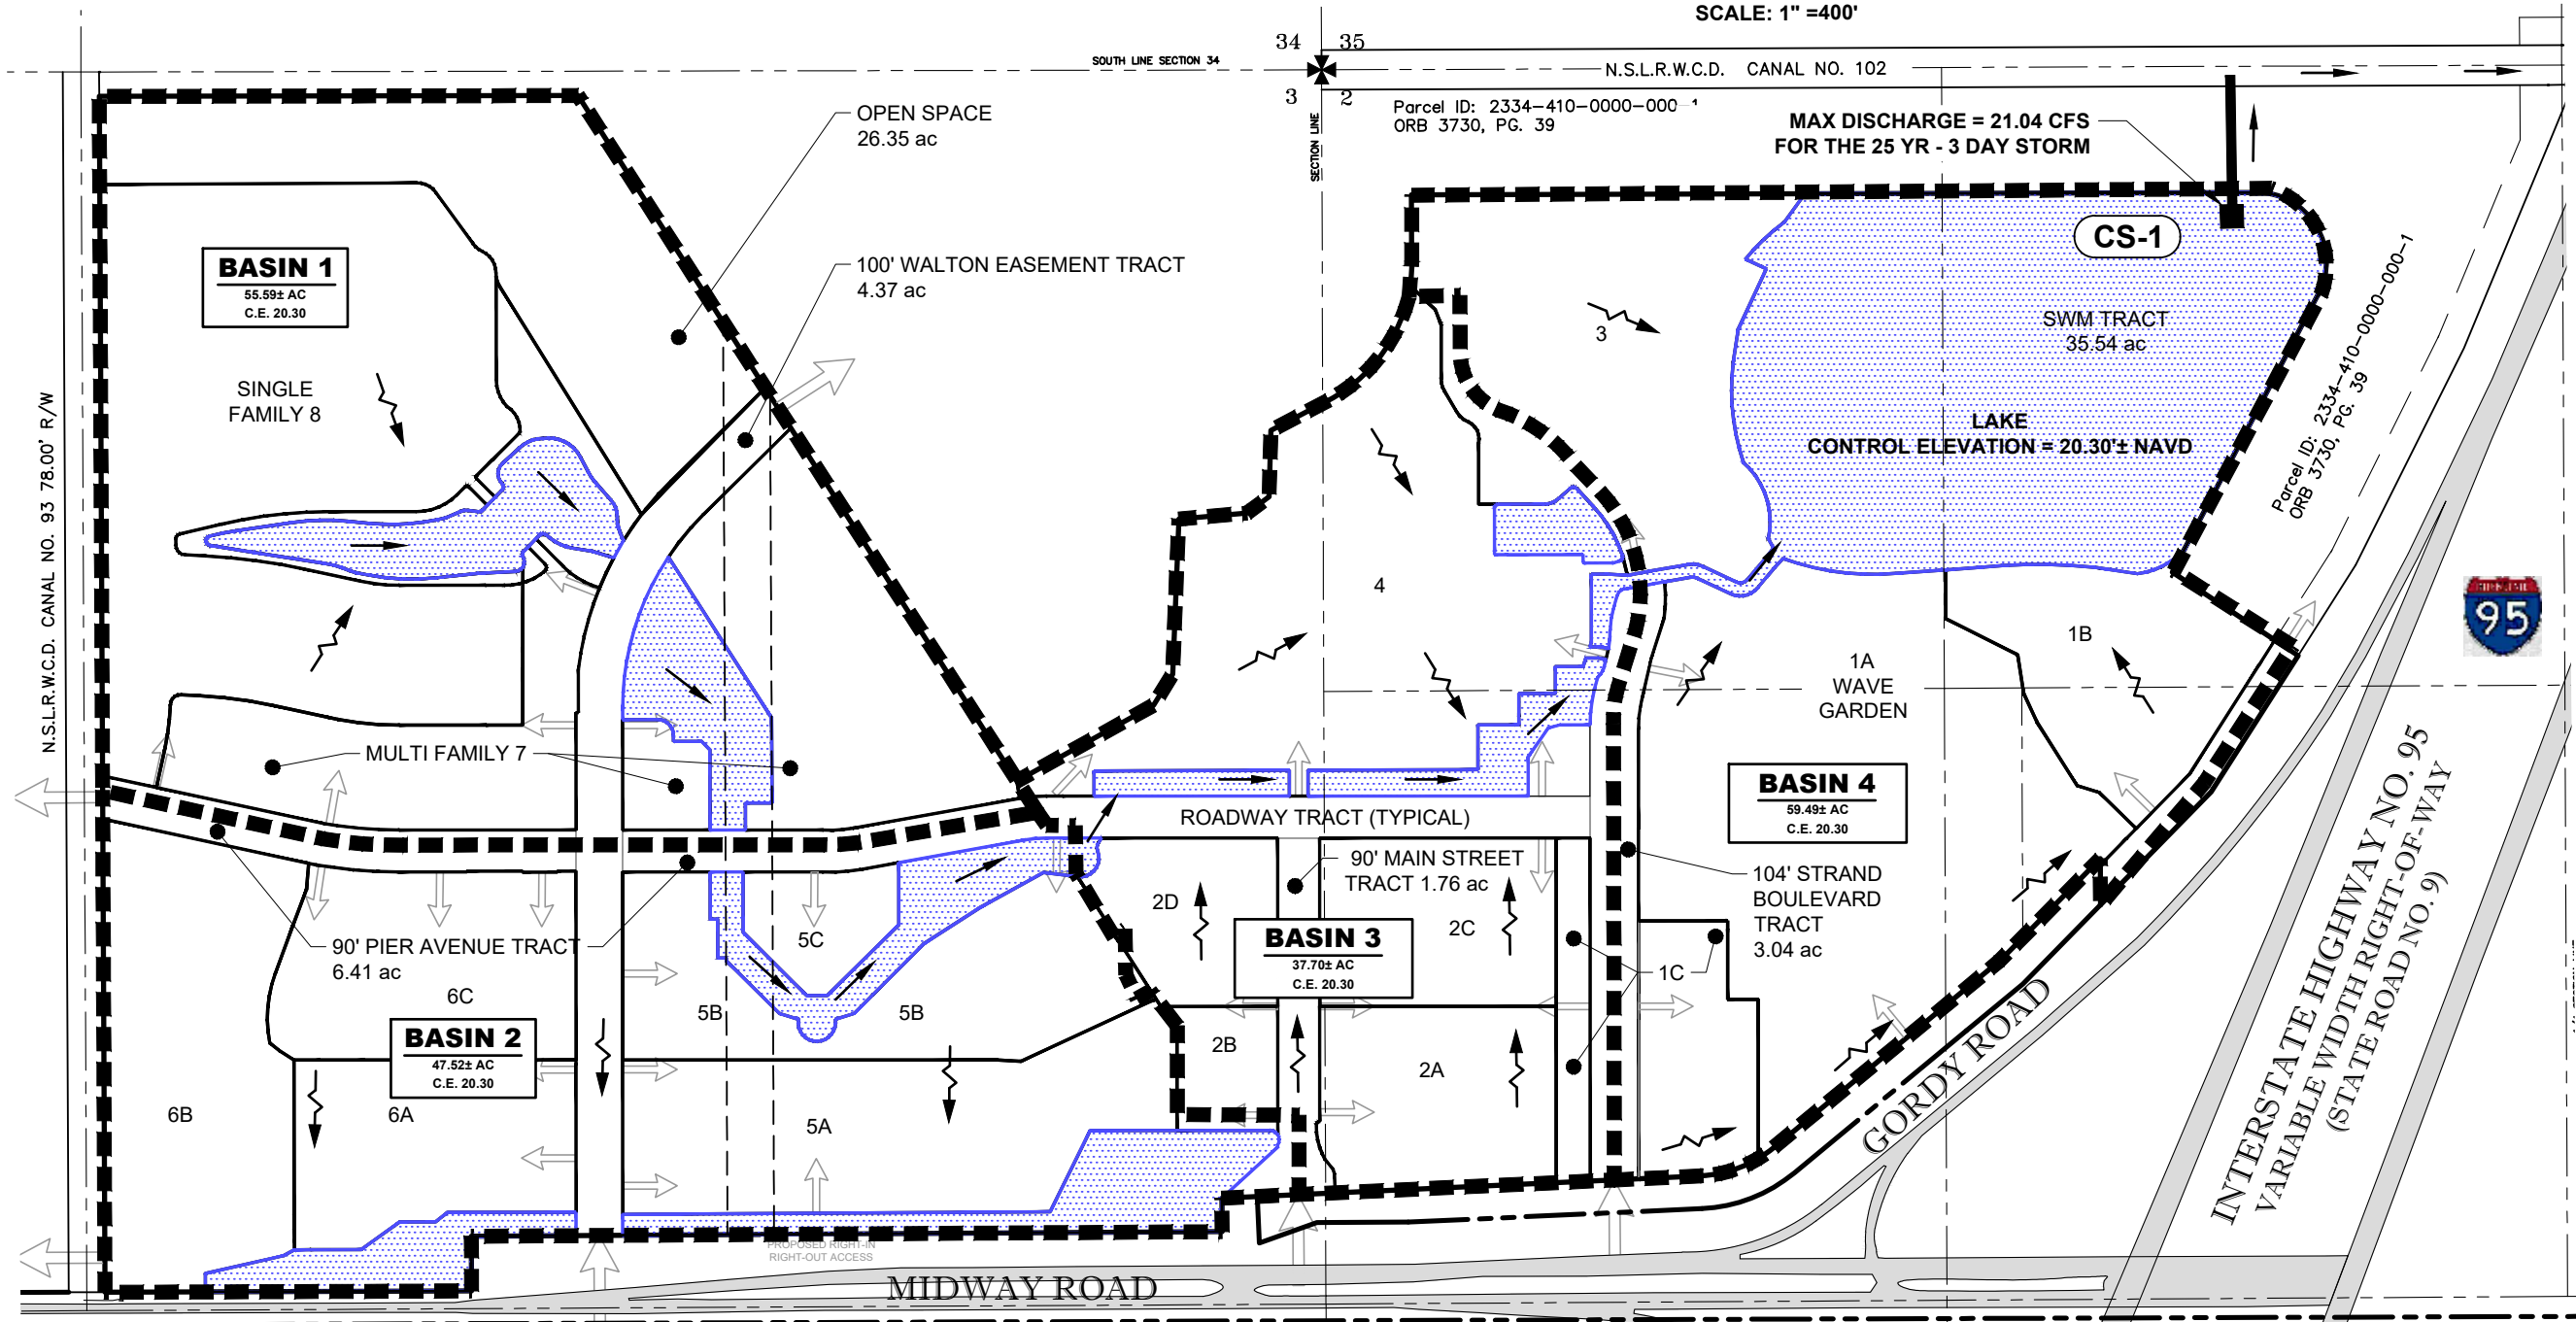 SCALE: 1" =400'
34
35
SOUTH LINE SECTION 34
N.S.L.R.W.C.D. CANAL NO. 102
3
2
SECTION LINE
Parcel ID: 2334-410-0000-000-1
ORB 3730, PG. 39
MAX DISCHARGE = 21.04 CFS
FOR THE 25 YR - 3 DAY STORM
OPEN SPACE
26.35 ac
100' WALTON EASEMENT TRACT
4.37 ac
BASIN 1
55.59± AC
C.E. 20.30
SINGLE
FAMILY 8
N.S.L.R.W.C.D. CANAL NO. 93 78.00' R/W
CS-1
SWM TRACT
35.54 ac
3
LAKE
CONTROL ELEVATION = 20.30'± NAVD
Parcel ID: 2334-410-0000-000-1
ORB 3730, PG. 39
95
4
1B
1A
WAVE
GARDEN
MULTI FAMILY 7
BASIN 4
59.49± AC
C.E. 20.30
ROADWAY TRACT (TYPICAL)
90' MAIN STREET
TRACT 1.76 ac
104' STRAND
BOULEVARD
TRACT
3.04 ac
2D
2C
5C
BASIN 3
37.70± AC
C.E. 20.30
1C
90' PIER AVENUE TRACT
6.41 ac
6C
5B
5B
BASIN 2
47.52± AC
C.E. 20.30
2B
2A
6B
6A
5A
GORDY ROAD
INTERSTATE HIGHWAY NO. 95
VARIABLE WIDTH RIGHT-OF-WAY
(STATE ROAD NO. 9)
PROPOSED RIGHT-IN
RIGHT-OUT ACCESS
MIDWAY ROAD